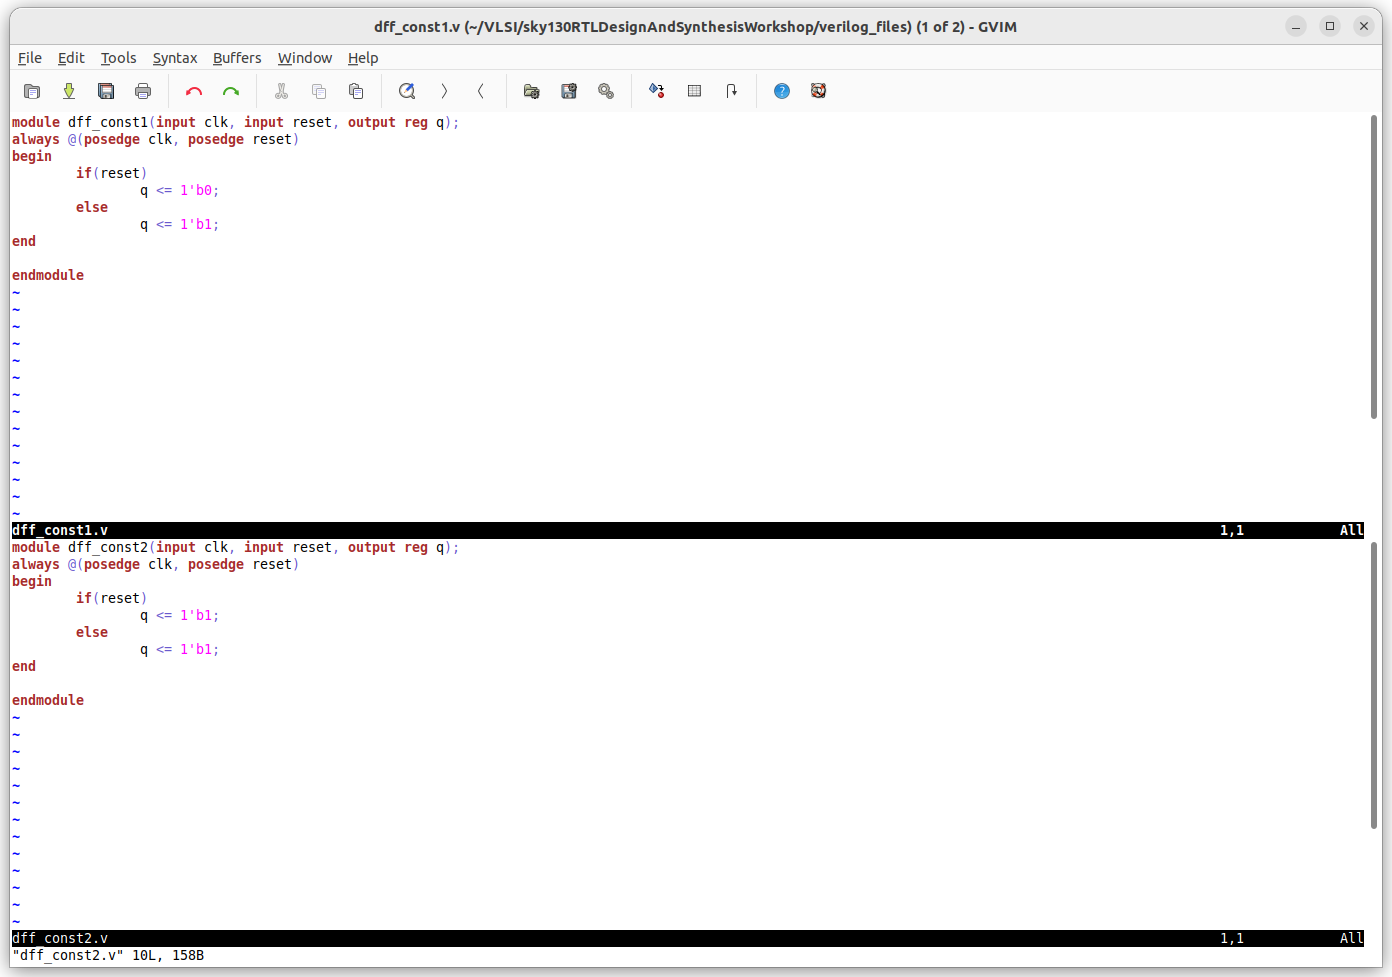 dff_const1.v (~/VLSI/sky130RTLDesignAndSynthesisWorkshop/verilog_files) (1 of 2) - GVIM
File Edit Tools Syntax Buffers Window Help
module dff_const1(input clk, input reset, output reg q);
always @(posedge clk, posedge reset)
begin
        if(reset)
                q <= 1'b0;
        else
                q <= 1'b1;
end

endmodule
~
~
~
~
~
~
~
~
~
~
~
~
~
~
dff_const1.v 1,1 All
module dff_const2(input clk, input reset, output reg q);
always @(posedge clk, posedge reset)
begin
        if(reset)
                q <= 1'b1;
        else
                q <= 1'b1;
end

endmodule
~
~
~
~
~
~
~
~
~
~
~
~
~
dff_const2.v 1,1 All
"dff_const2.v" 10L, 158B